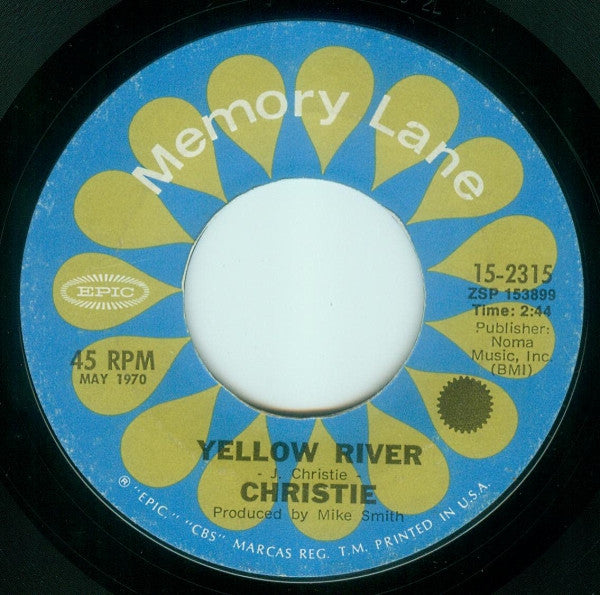 Memory Lane
EPIC
15-2315
ZSP 153899
Time: 2:44
Publisher:
Noma
Music, Inc.
(BMI)
45 RPM
MAY 1970
YELLOW RIVER
- J. Christie -
CHRISTIE
Produced by Mike Smith
® "EPIC," "CBS" MARCAS REG. T.M. PRINTED IN U.S.A.